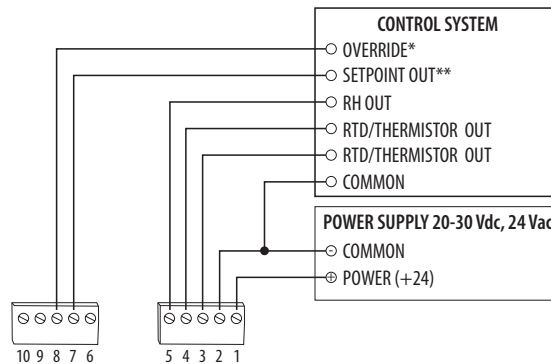 CONTROL SYSTEM
OVERRIDE*
SETPOINT OUT**
RH OUT
RTD/THERMISTOR OUT
RTD/THERMISTOR OUT
COMMON
POWER SUPPLY 20-30 Vdc, 24 Vac
COMMON
POWER (+24)
10 9 8 7 6
5 4 3 2 1